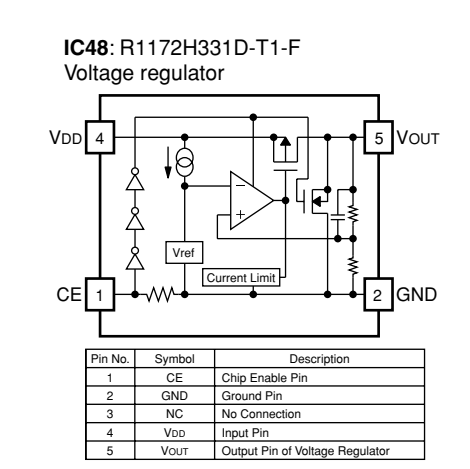 IC48: R1172H331D-T1-F
Voltage regulator
VDD 4 5 VOUT
−
+
Vref
Current Limit
CE 1 2 GND
Pin No. Symbol Description
1 CE Chip Enable Pin
2 GND Ground Pin
3 NC No Connection
4 VDD Input Pin
5 VOUT Output Pin of Voltage Regulator